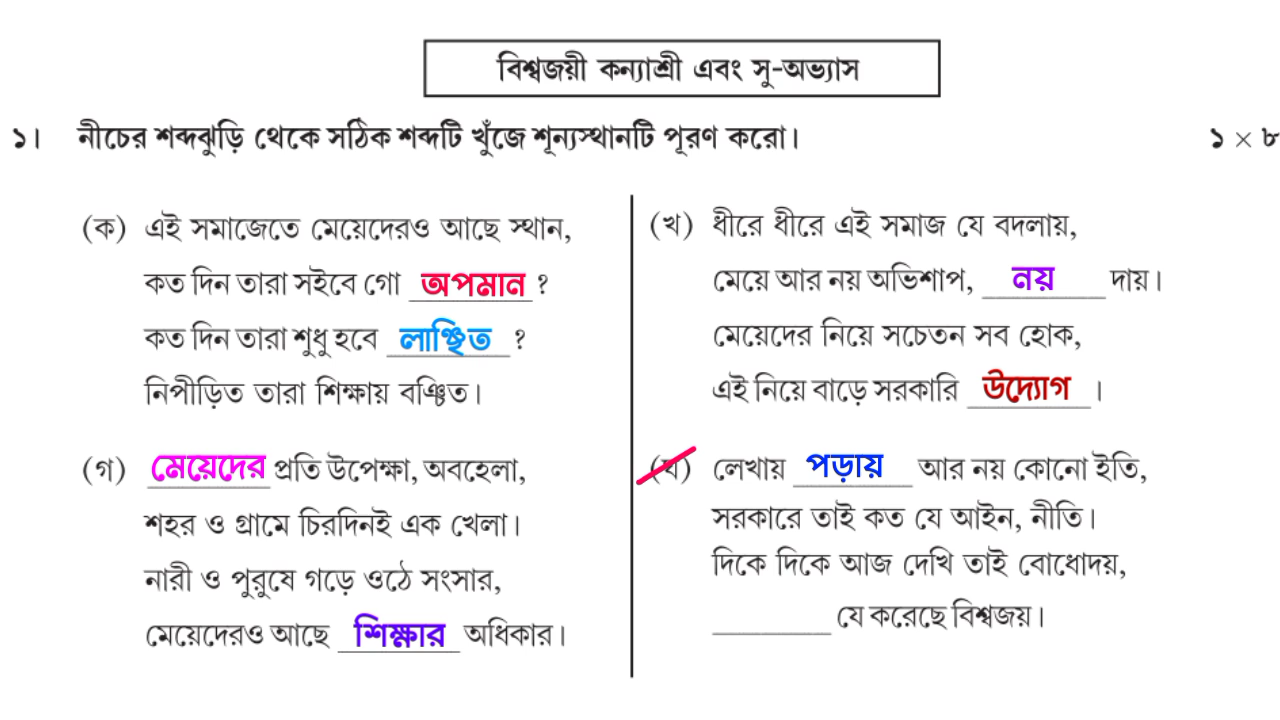 বিশ্বজয়ী কন্যাশ্রী এবং সু-অভ্যাস
১। নীচের শব্দঝুড়ি থেকে সঠিক শব্দটি খুঁজে শূন্যস্থানটি পূরণ করো। ১ × ৮
(ক) এই সমাজেতে মেয়েদেরও আছে স্থান,
কত দিন তারা সইবে গো অপমান ?
কত দিন তারা শুধু হবে লাঞ্ছিত ?
নিপীড়িত তারা শিক্ষায় বঞ্চিত।
(খ) ধীরে ধীরে এই সমাজ যে বদলায়,
মেয়ে আর নয় অভিশাপ, নয় দায়।
মেয়েদের নিয়ে সচেতন সব হোক,
এই নিয়ে বাড়ে সরকারি উদ্যোগ ।
(গ) মেয়েদের প্রতি উপেক্ষা, অবহেলা,
শহর ও গ্রামে চিরদিনই এক খেলা।
নারী ও পুরুষে গড়ে ওঠে সংসার,
মেয়েদেরও আছে শিক্ষার অধিকার।
(ঘ) লেখায় পড়ায় আর নয় কোনো ইতি,
সরকারে তাই কত যে আইন, নীতি।
দিকে দিকে আজ দেখি তাই বোধোদয়,
________ যে করেছে বিশ্বজয়।